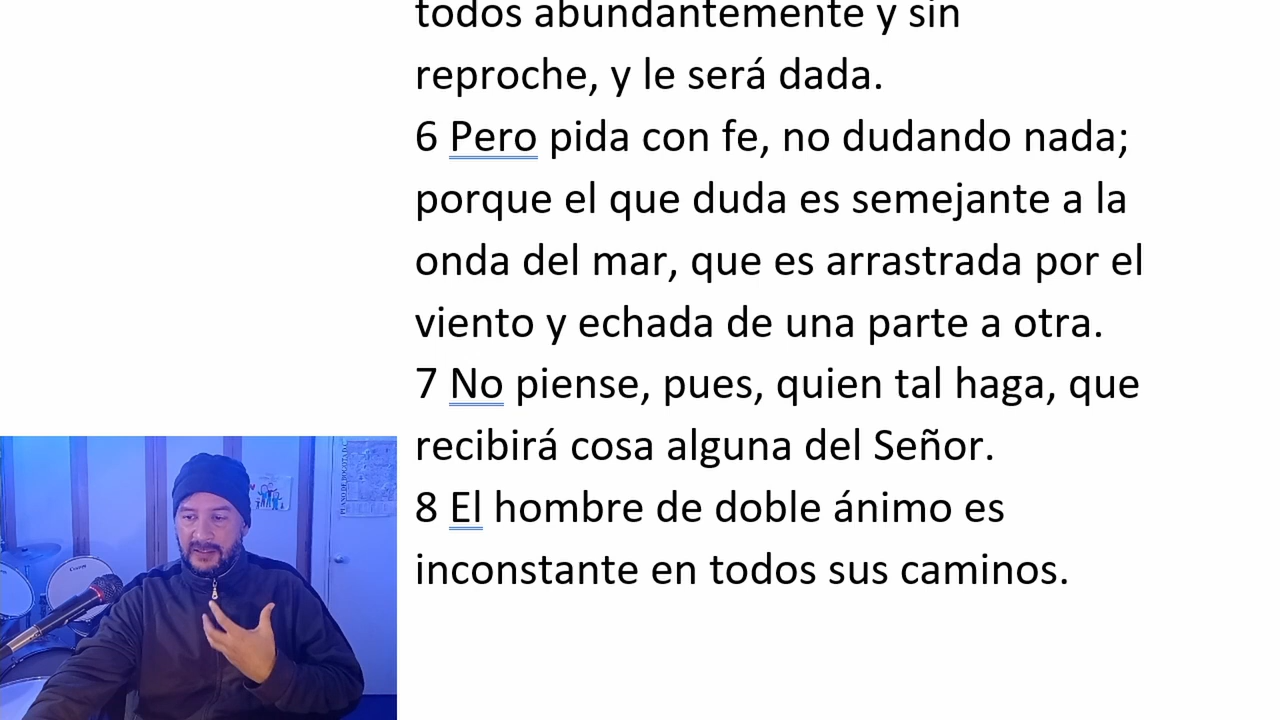 todos abundantemente y sin
reproche, y le será dada.
6 Pero pida con fe, no dudando nada;
porque el que duda es semejante a la
onda del mar, que es arrastrada por el
viento y echada de una parte a otra.
7 No piense, pues, quien tal haga, que
recibirá cosa alguna del Señor.
8 El hombre de doble ánimo es
inconstante en todos sus caminos.